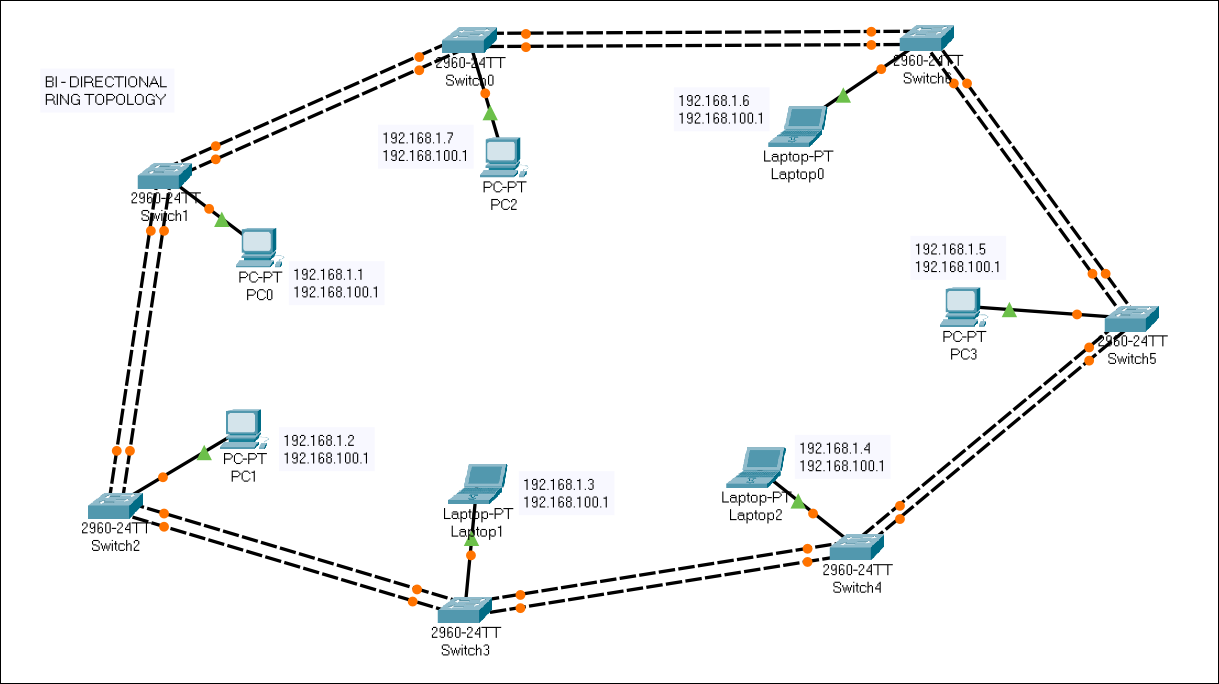 BI - DIRECTIONAL
RING TOPOLOGY
2960-24TT
Switch0
2960-24TT
Switch6
192.168.1.6
192.168.100.1
192.168.1.7
192.168.100.1
Laptop-PT
Laptop0
PC-PT
PC2
2960-24TT
Switch1
192.168.1.5
192.168.100.1
PC-PT
PC0
192.168.1.1
192.168.100.1
PC-PT
PC3
2960-24TT
Switch5
192.168.1.2
192.168.100.1
PC-PT
PC1
192.168.1.4
192.168.100.1
192.168.1.3
192.168.100.1
Laptop-PT
Laptop2
Laptop-PT
Laptop1
2960-24TT
Switch2
2960-24TT
Switch4
2960-24TT
Switch3